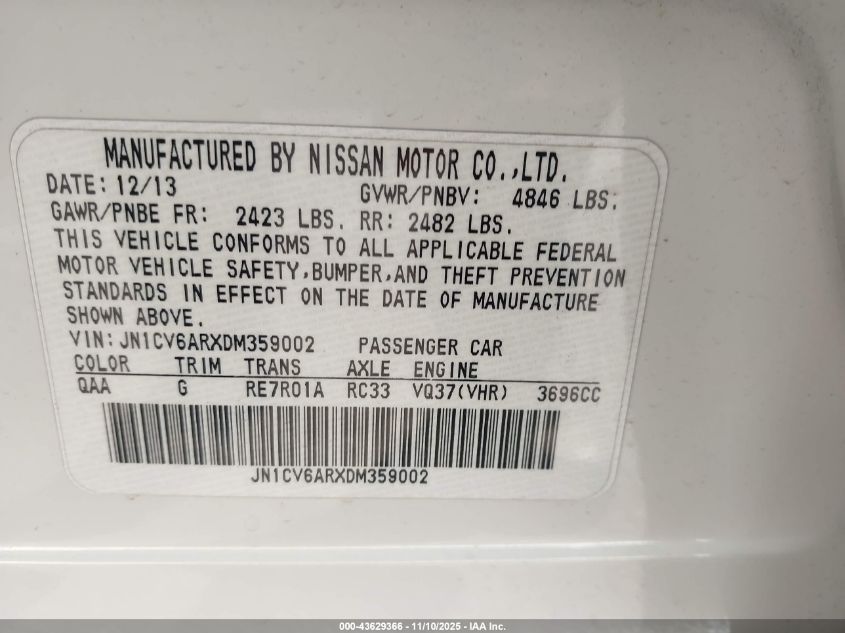 MANUFACTURED BY NISSAN MOTOR CO.,LTD.
DATE: 12/13 GVWR/PNBV: 4846 LBS.
GAWR/PNBE FR: 2423 LBS. RR: 2482 LBS.
THIS VEHICLE CONFORMS TO ALL APPLICABLE FEDERAL
MOTOR VEHICLE SAFETY,BUMPER,AND THEFT PREVENTION
STANDARDS IN EFFECT ON THE DATE OF MANUFACTURE
SHOWN ABOVE.
VIN:JN1CV6ARXDM359002 PASSENGER CAR
COLOR TRIM TRANS AXLE ENGINE
QAA G RE7R01A RC33 VQ37(VHR) 3696CC
JN1CV6ARXDM359002
000-43629366 - 11/10/2025 - IAA Inc.